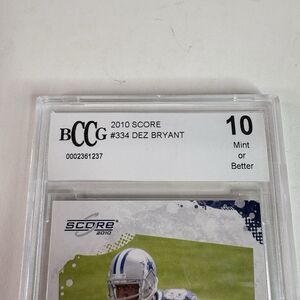 BCCG
0002361237
2010 SCORE
#334 DEZ BRYANT
10
Mint
or
Better
SCORE
2010